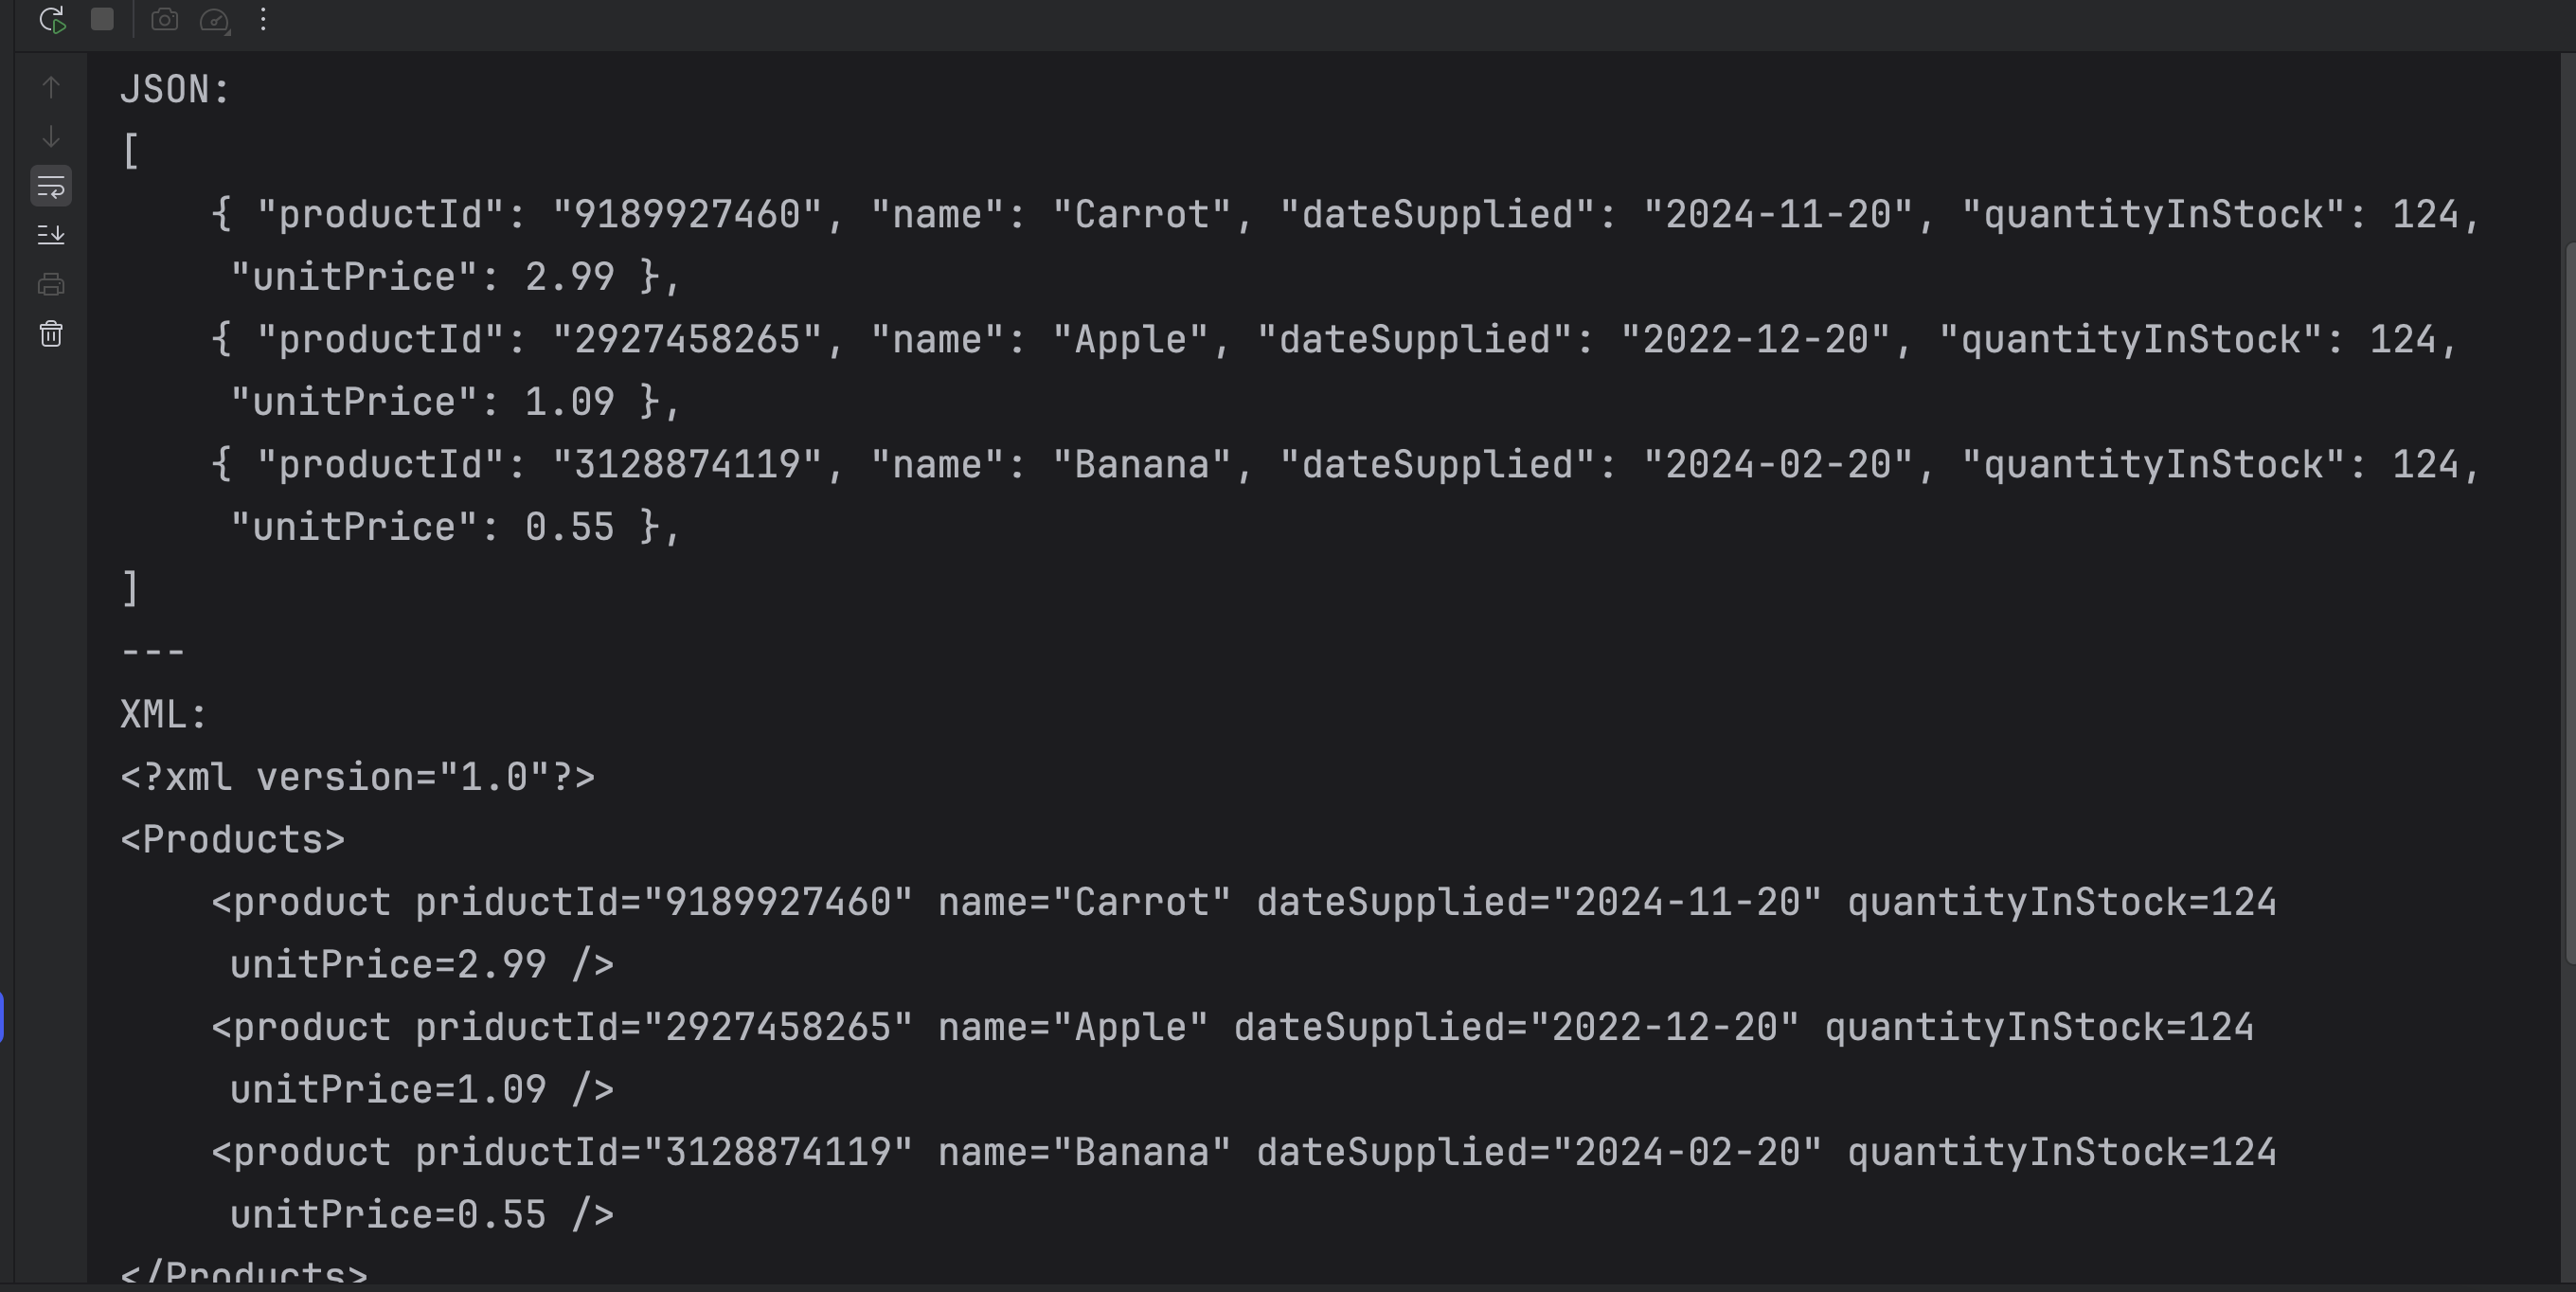 JSON:
[
    { "productId": "9189927460", "name": "Carrot", "dateSupplied": "2024-11-20", "quantityInStock": 124,
     "unitPrice": 2.99 },
    { "productId": "2927458265", "name": "Apple", "dateSupplied": "2022-12-20", "quantityInStock": 124,
     "unitPrice": 1.09 },
    { "productId": "3128874119", "name": "Banana", "dateSupplied": "2024-02-20", "quantityInStock": 124,
     "unitPrice": 0.55 },
]
---
XML:
<?xml version="1.0"?>
<Products>
    <product priductId="9189927460" name="Carrot" dateSupplied="2024-11-20" quantityInStock=124
     unitPrice=2.99 />
    <product priductId="2927458265" name="Apple" dateSupplied="2022-12-20" quantityInStock=124
     unitPrice=1.09 />
    <product priductId="3128874119" name="Banana" dateSupplied="2024-02-20" quantityInStock=124
     unitPrice=0.55 />
</Products>